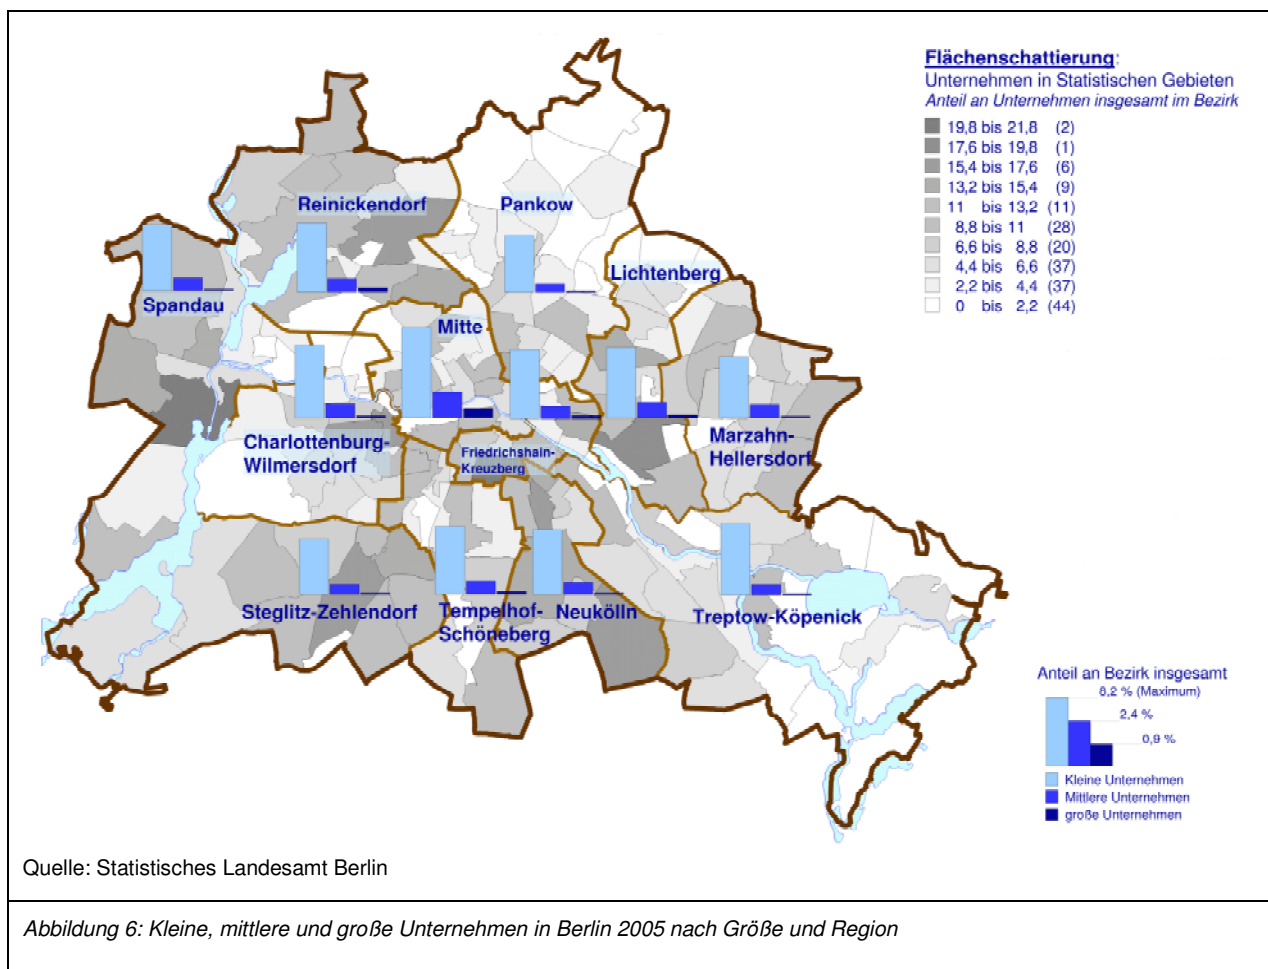 Flächenschattierung:
Unternehmen in Statistischen Gebieten
Anteil an Unternehmen insgesamt im Bezirk
19,8 bis 21,8 (2)
17,6 bis 19,8 (1)
15,4 bis 17,6 (6)
13,2 bis 15,4 (9)
11 bis 13,2 (11)
8,8 bis 11 (28)
6,6 bis 8,8 (20)
4,4 bis 6,6 (37)
2,2 bis 4,4 (37)
0 bis 2,2 (44)
Reinickendorf
Pankow
Lichtenberg
Spandau
Mitte
Charlottenburg-
Wilmersdorf
Friedrichshain-
Kreuzberg
Marzahn-
Hellersdorf
Steglitz-Zehlendorf
Tempelhof-
Schöneberg
Neukölln
Treptow-Köpenick
Anteil an Bezirk insgesamt
6,2 % (Maximum)
2,4 %
0,9 %
Kleine Unternehmen
Mittlere Unternehmen
große Unternehmen
Quelle: Statistisches Landesamt Berlin
Abbildung 6: Kleine, mittlere und große Unternehmen in Berlin 2005 nach Größe und Region